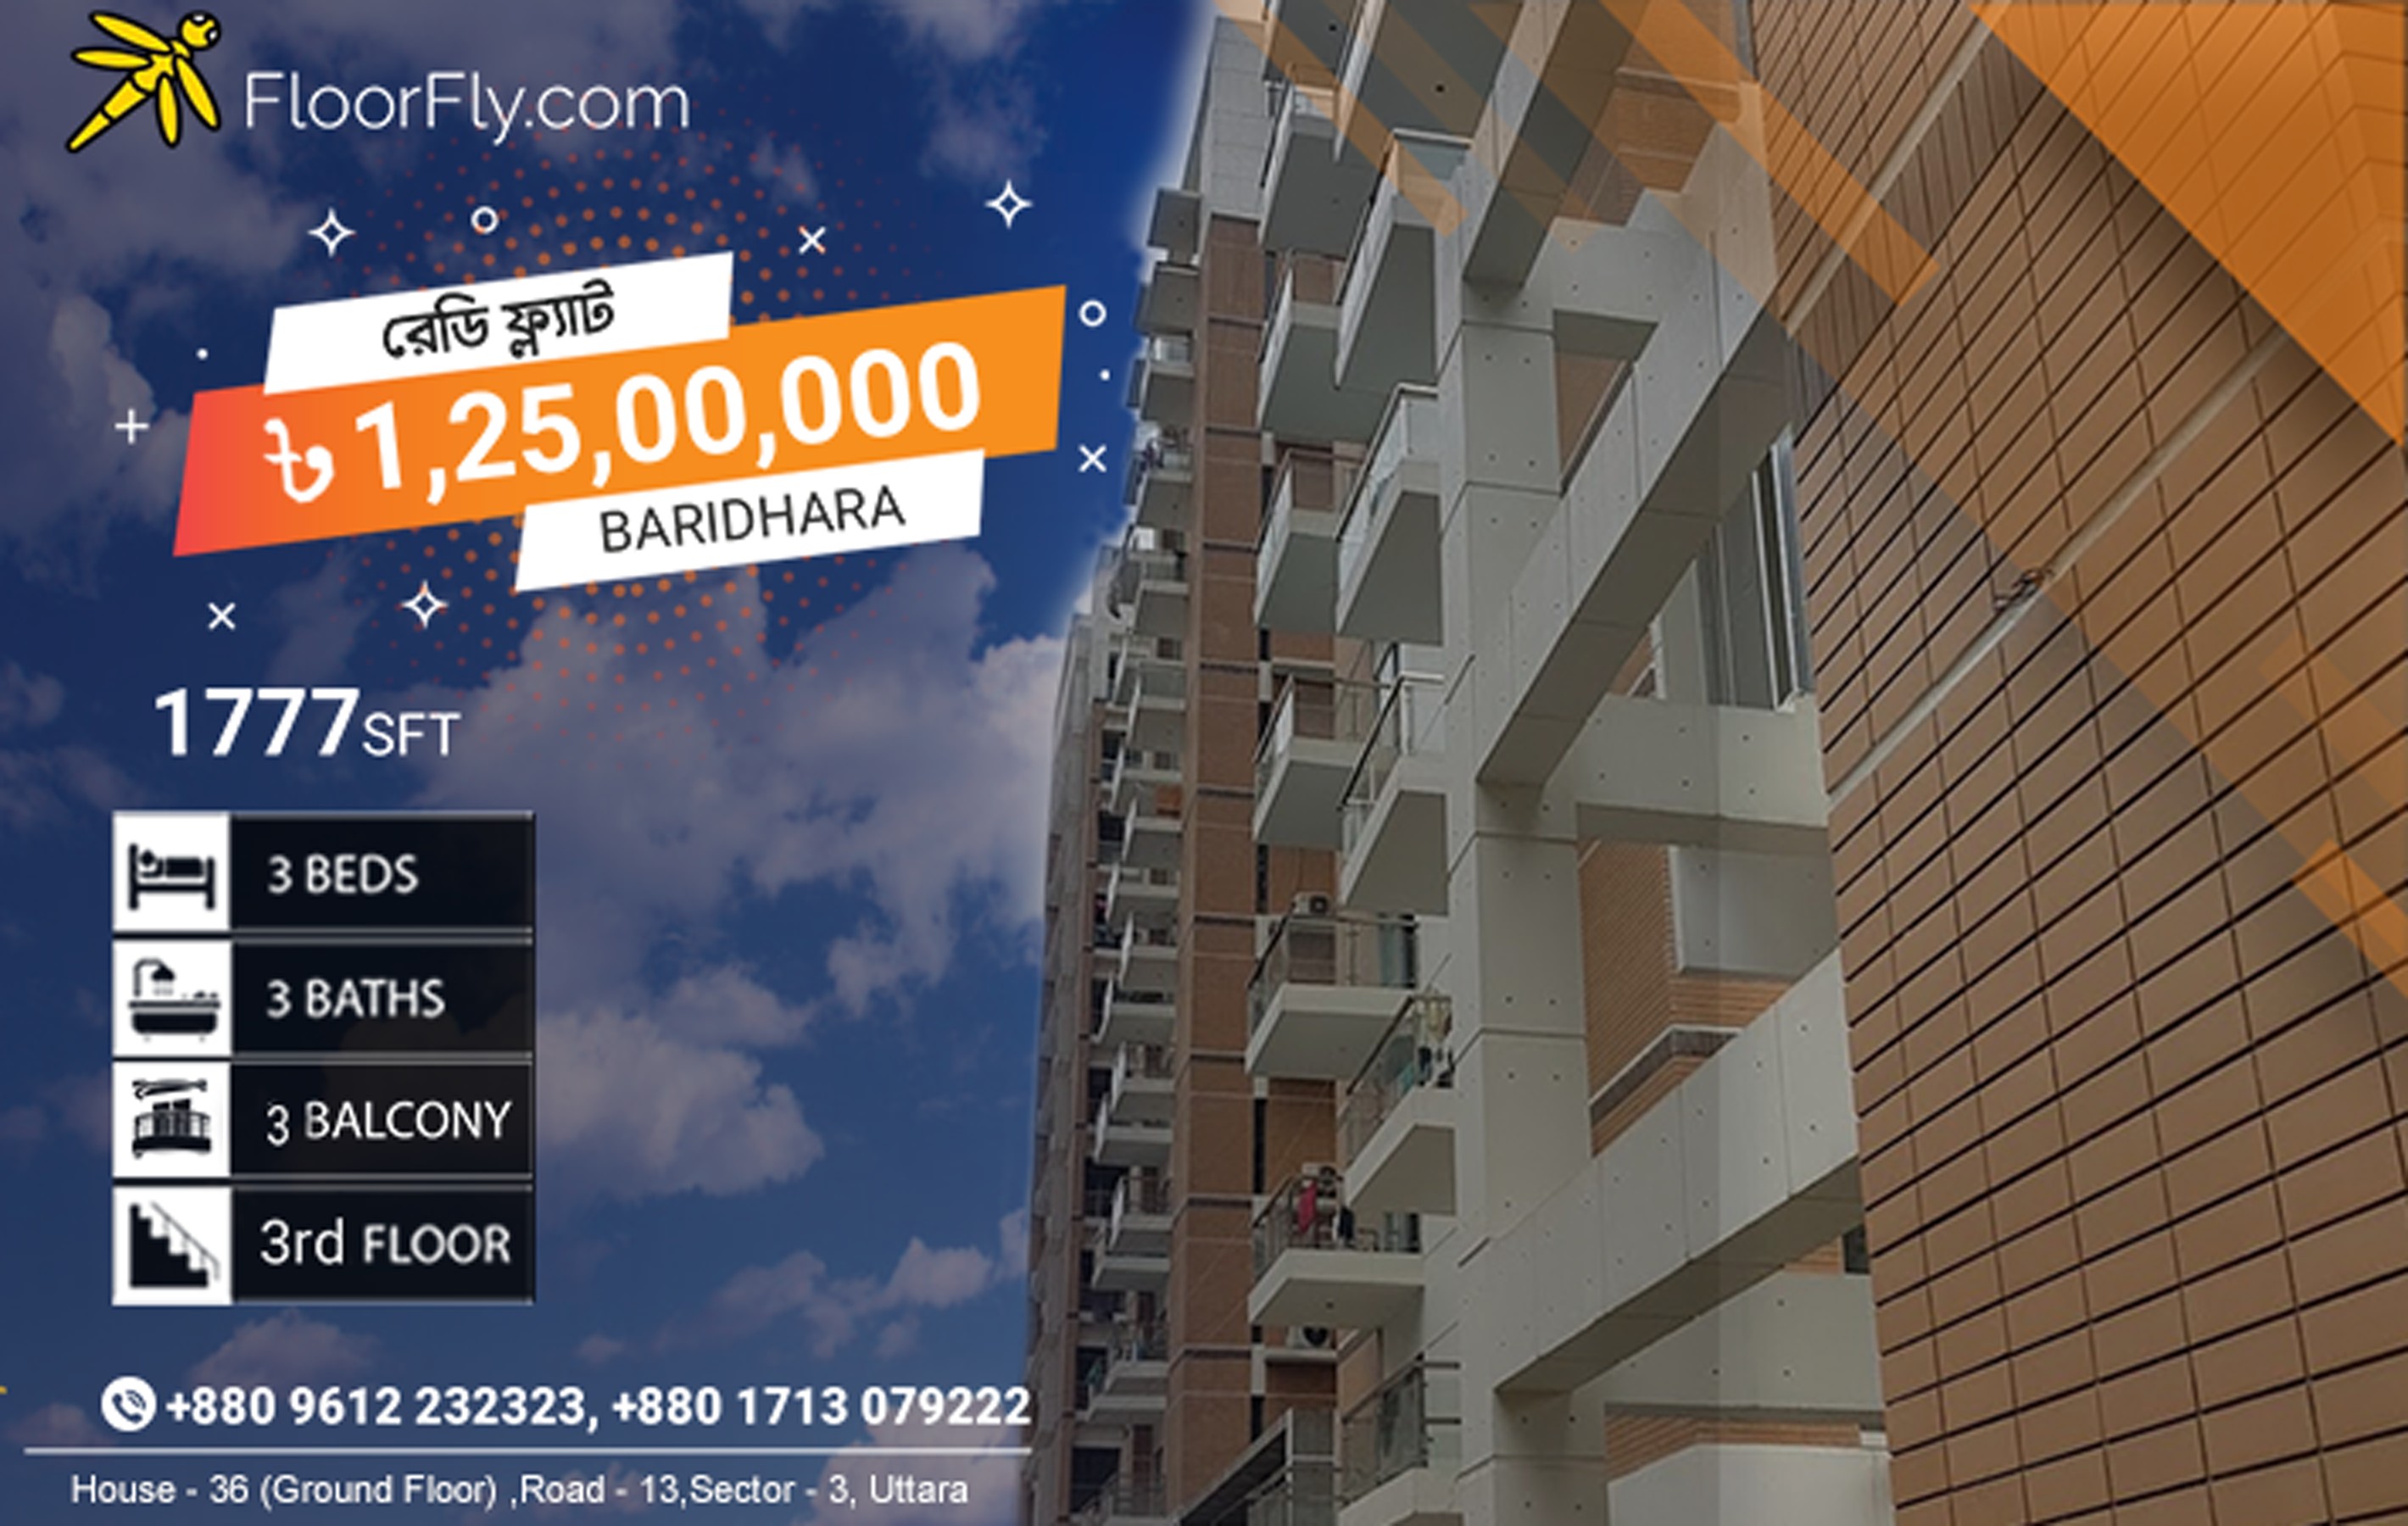 FloorFly.com
রেডি ফ্ল্যাট
৳ 1,25,00,000
BARIDHARA
1777SFT
3 BEDS
3 BATHS
3 BALCONY
3rd FLOOR
+880 9612 232323, +880 1713 079222
House - 36 (Ground Floor) ,Road - 13,Sector - 3, Uttara